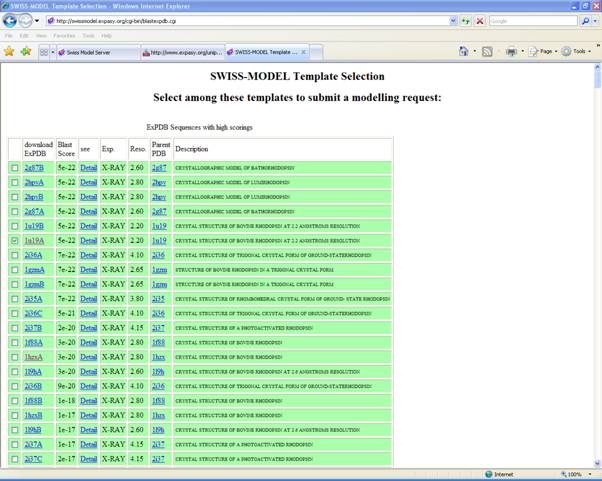 SWISS-MODEL Template Selection - Windows Internet Explorer
http://swissmodel.expasy.org/cgi-bin/blastexpdb.cgi
Google
File Edit View Favorites Tools Help
Swiss Model Server http://www.expasy.org/unip... SWISS-MODEL Template ... Page Tools
SWISS-MODEL Template Selection
Select among these templates to submit a modelling request:
ExPDB Sequences with high scorings
download ExPDB Blast Score see Exp. Reso. Parent PDB Description
2g87B 5e-22 Detail X-RAY 2.60 2g87 CRYSTALLOGRAPHIC MODEL OF BATHORHODOPSIN
2hpyA 5e-22 Detail X-RAY 2.80 2hpy CRYSTALLOGRAPHIC MODEL OF LUMIRHODOPSIN
2hpyB 5e-22 Detail X-RAY 2.80 2hpy CRYSTALLOGRAPHIC MODEL OF LUMIRHODOPSIN
2g87A 5e-22 Detail X-RAY 2.60 2g87 CRYSTALLOGRAPHIC MODEL OF BATHORHODOPSIN
1u19B 5e-22 Detail X-RAY 2.20 1u19 CRYSTAL STRUCTURE OF BOVINE RHODOPSIN AT 2.2 ANGSTROMS RESOLUTION
1u19A 5e-22 Detail X-RAY 2.20 1u19 CRYSTAL STRUCTURE OF BOVINE RHODOPSIN AT 2.2 ANGSTROMS RESOLUTION
2i36A 7e-22 Detail X-RAY 4.10 2i36 CRYSTAL STRUCTURE OF TRIGONAL CRYSTAL FORM OF GROUND-STATERHODOPSIN
1gzmA 7e-22 Detail X-RAY 2.65 1gzm STRUCTURE OF BOVINE RHODOPSIN IN A TRIGONAL CRYSTAL FORM
1gzmB 7e-22 Detail X-RAY 2.65 1gzm STRUCTURE OF BOVINE RHODOPSIN IN A TRIGONAL CRYSTAL FORM
2i35A 7e-22 Detail X-RAY 3.80 2i35 CRYSTAL STRUCTURE OF RHOMBOHEDRAL CRYSTAL FORM OF GROUND- STATE RHODOPSIN
2i36C 5e-21 Detail X-RAY 4.10 2i36 CRYSTAL STRUCTURE OF TRIGONAL CRYSTAL FORM OF GROUND-STATERHODOPSIN
2i37B 2e-20 Detail X-RAY 4.15 2i37 CRYSTAL STRUCTURE OF A PHOTOACTIVATED RHODOPSIN
1f88A 3e-20 Detail X-RAY 2.80 1f88 CRYSTAL STRUCTURE OF BOVINE RHODOPSIN
1hzxA 3e-20 Detail X-RAY 2.80 1hzx CRYSTAL STRUCTURE OF BOVINE RHODOPSIN
1l9hA 3e-20 Detail X-RAY 2.60 1l9h CRYSTAL STRUCTURE OF BOVINE RHODOPSIN AT 2.6 ANGSTROMS RESOLUTION
2i36B 9e-20 Detail X-RAY 4.10 2i36 CRYSTAL STRUCTURE OF TRIGONAL CRYSTAL FORM OF GROUND-STATERHODOPSIN
1f88B 1e-18 Detail X-RAY 2.80 1f88 CRYSTAL STRUCTURE OF BOVINE RHODOPSIN
1hzxB 1e-17 Detail X-RAY 2.80 1hzx CRYSTAL STRUCTURE OF BOVINE RHODOPSIN
1l9hB 1e-17 Detail X-RAY 2.60 1l9h CRYSTAL STRUCTURE OF BOVINE RHODOPSIN AT 2.6 ANGSTROMS RESOLUTION
2i37A 1e-17 Detail X-RAY 4.15 2i37 CRYSTAL STRUCTURE OF A PHOTOACTIVATED RHODOPSIN
2i37C 2e-17 Detail X-RAY 4.15 2i37 CRYSTAL STRUCTURE OF A PHOTOACTIVATED RHODOPSIN
Internet 100%